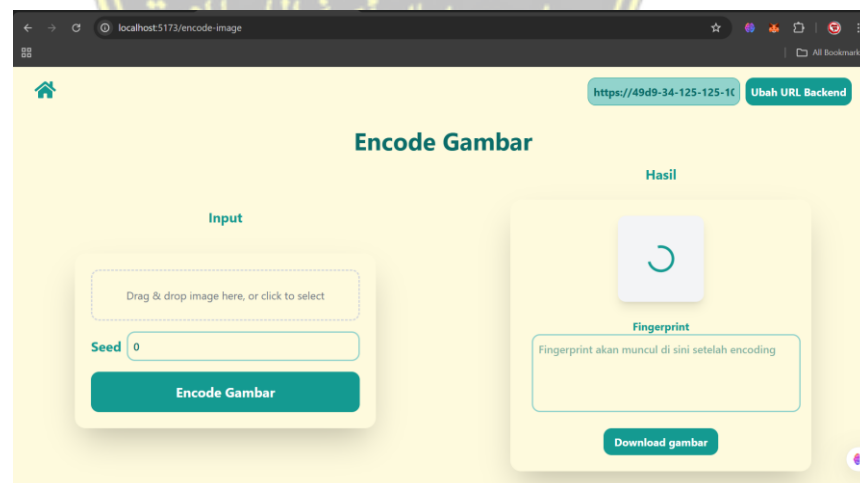 localhost:5173/encode-image
All Bookmark
https://49d9-34-125-125-1
Ubah URL Backend
Encode Gambar
Input
Drag & drop image here, or click to select
Seed
0
Encode Gambar
Hasil
Fingerprint
Fingerprint akan muncul di sini setelah encoding
Download gambar